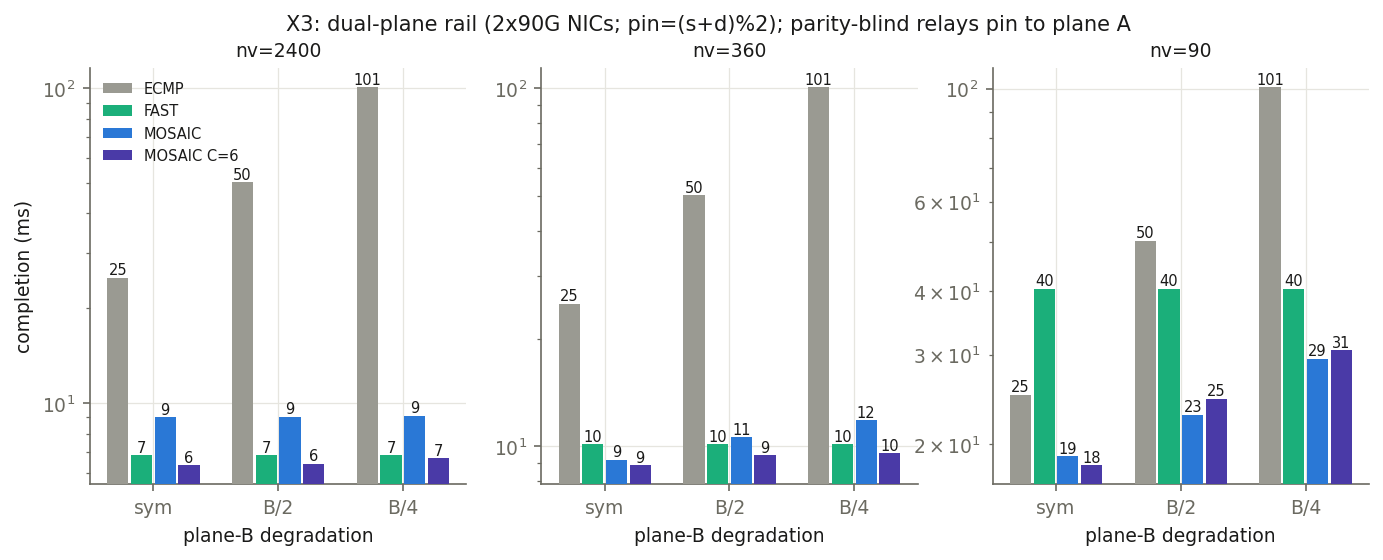 X3: dual-plane rail (2x90G NICs; pin=(s+d)%2); parity-blind relays pin to plane A
nv=2400
completion (ms)
10²
10¹
ECMP
FAST
MOSAIC
MOSAIC C=6
25
7
9
6
50
7
9
6
101
7
9
7
sym
B/2
B/4
plane-B degradation
nv=360
10²
10¹
25
10
9
9
50
10
11
9
101
10
12
10
sym
B/2
B/4
plane-B degradation
nv=90
10²
6 × 10¹
4 × 10¹
3 × 10¹
2 × 10¹
25
40
19
18
50
40
23
25
101
40
29
31
sym
B/2
B/4
plane-B degradation